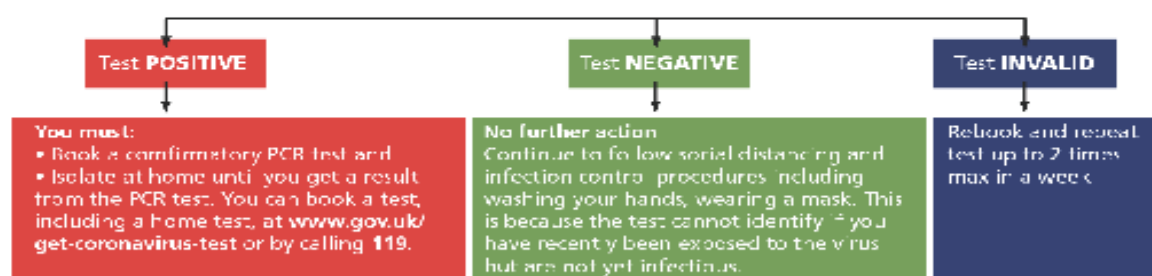 Test POSITIVE
Test NEGATIVE
Test INVALID
You must:
• Book a comfirmatory PCR test and
• Isolate at home until you get a result
from the PCR test. You can book a test,
including a home test, at www.gov.uk/
get-coronavirus-test or by calling 119.
No further action
Continue to follow social distancing and
infection control procedures including
washing your hands, wearing a mask. This
is because the test cannot identify if you
have recently been exposed to the virus
but are not yet infectious.
Rebook and repeat
test up to 2 times
max in a week